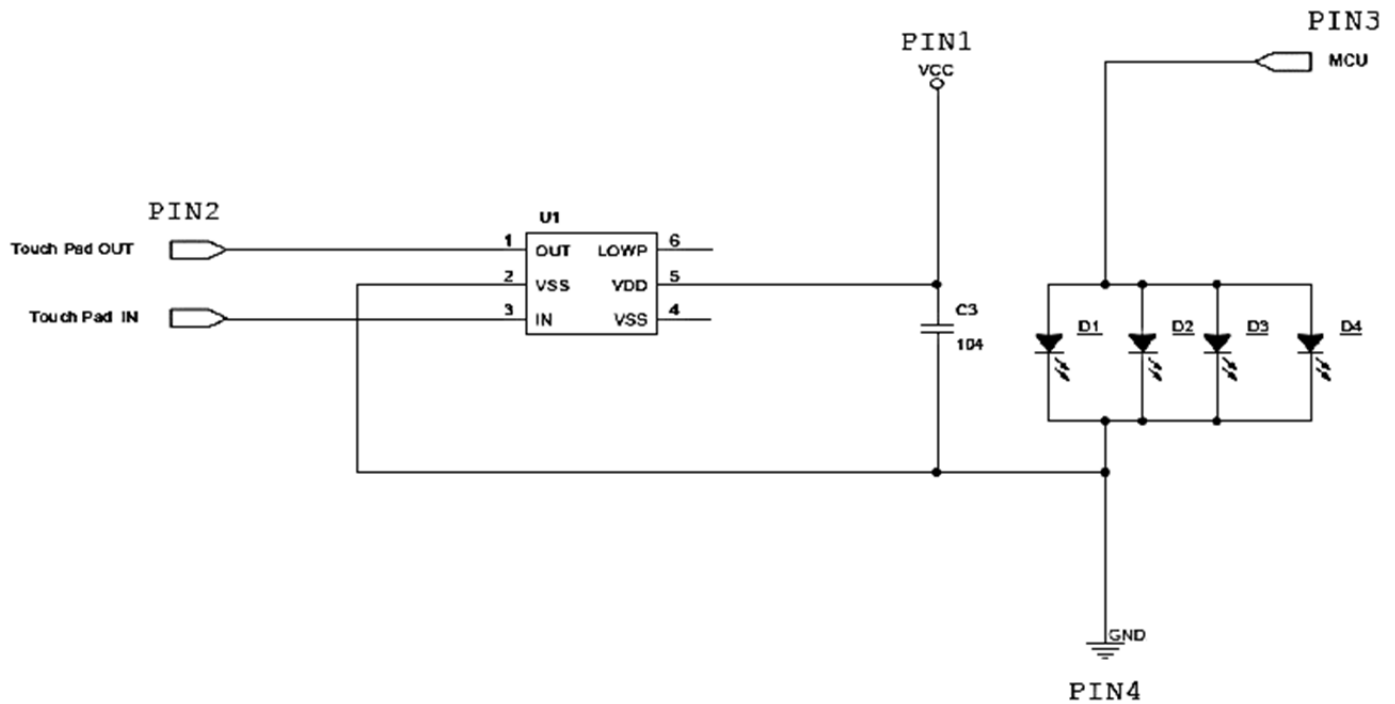 PIN3
MCU
PIN1
VCC
PIN2
Touch Pad OUT
Touch Pad IN
U1
1 OUT LOWP 6
2 VSS VDD 5
3 IN VSS 4
C3
104
D1 D2 D3 D4
GND
PIN4